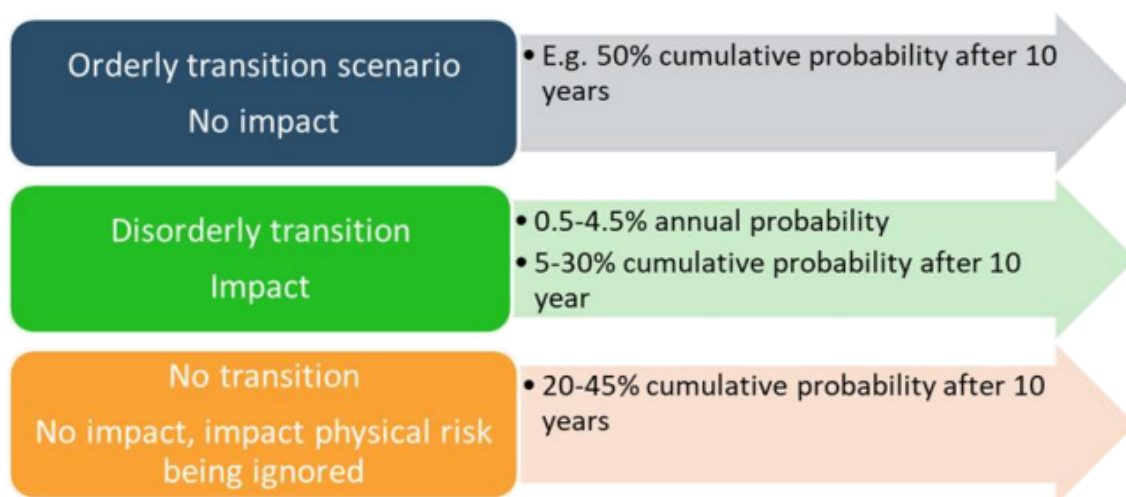 Orderly transition scenario
No impact
• E.g. 50% cumulative probability after 10
years
Disorderly transition
Impact
• 0.5-4.5% annual probability
• 5-30% cumulative probability after 10
year
No transition
No impact, impact physical risk
being ignored
• 20-45% cumulative probability after 10
years